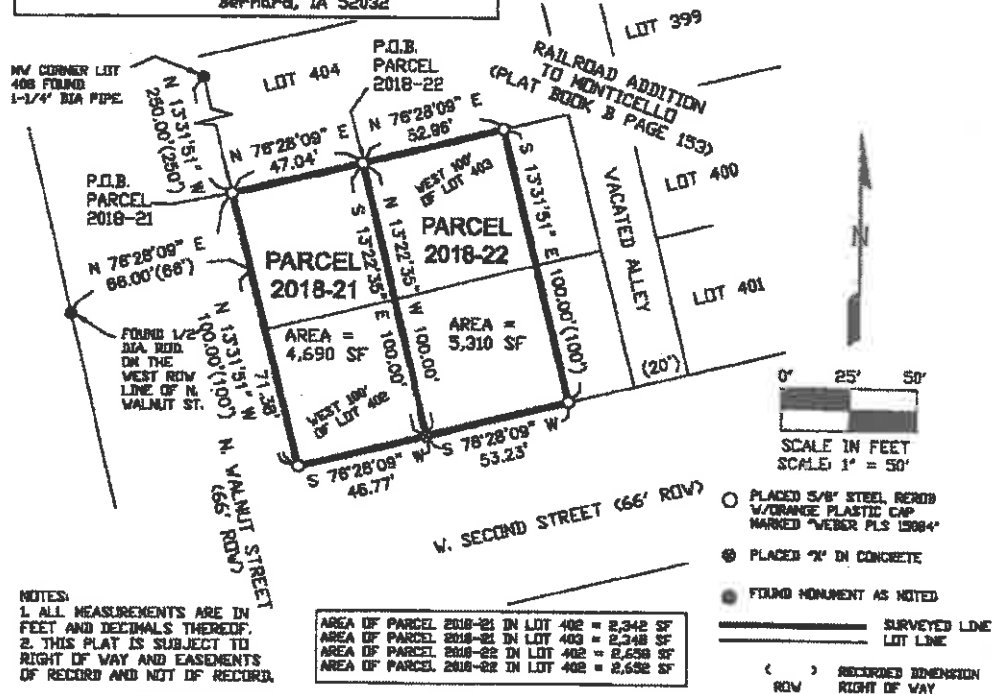 Bernard, IA 52032
LOT 399
RAILROAD ADDITION
TO MONTICELLO
(PLAT BOOK B PAGE 153)
NW CORNER LOT
408 FOUND
1-1/4" DIA PIPE.
LOT 404
P.O.B.
PARCEL
2018-22
N 13°31'51" W
250.00'(250')
N 76°28'09" E
47.04'
N 76°28'09" E
52.96'
P.O.B.
PARCEL
2018-21
N 76°28'09" E
66.00'(66')
WEST 100'
OF LOT 403
PARCEL
2018-21
PARCEL
2018-22
S 13°22'35" E 100.00'
N 13°22'35" W 100.00'
S 13°31'51" E 100.00'(100')
VACATED ALLEY
(20')
LOT 400
LOT 401
FOUND 1/2"
DIA. ROD.
ON THE
WEST ROW
LINE OF N.
WALNUT ST.
N 13°31'51" W
100.00'(100')
71.38'
AREA =
4,690 SF
AREA =
5,310 SF
WEST 100'
OF LOT 402
S 76°28'09" W
46.77'
S 76°28'09" W
53.23'
N. WALNUT STREET
(66' ROW)
W. SECOND STREET (66' ROW)
N
0' 25' 50'
SCALE IN FEET
SCALE: 1" = 50'
PLACED 5/8" STEEL REROD
W/ORANGE PLASTIC CAP
MARKED "WEBER PLS 15084"
PLACED "X" IN CONCRETE
FOUND MONUMENT AS NOTED
SURVEYED LINE
LOT LINE
( ) RECORDED DIMENSION
ROW RIGHT OF WAY
NOTES:
1. ALL MEASUREMENTS ARE IN
FEET AND DECIMALS THEREOF.
2. THIS PLAT IS SUBJECT TO
RIGHT OF WAY AND EASEMENTS
OF RECORD AND NOT OF RECORD.
AREA OF PARCEL 2018-21 IN LOT 402 = 2,342 SF
AREA OF PARCEL 2018-21 IN LOT 403 = 2,348 SF
AREA OF PARCEL 2018-22 IN LOT 402 = 2,658 SF
AREA OF PARCEL 2018-22 IN LOT 402 = 2,652 SF